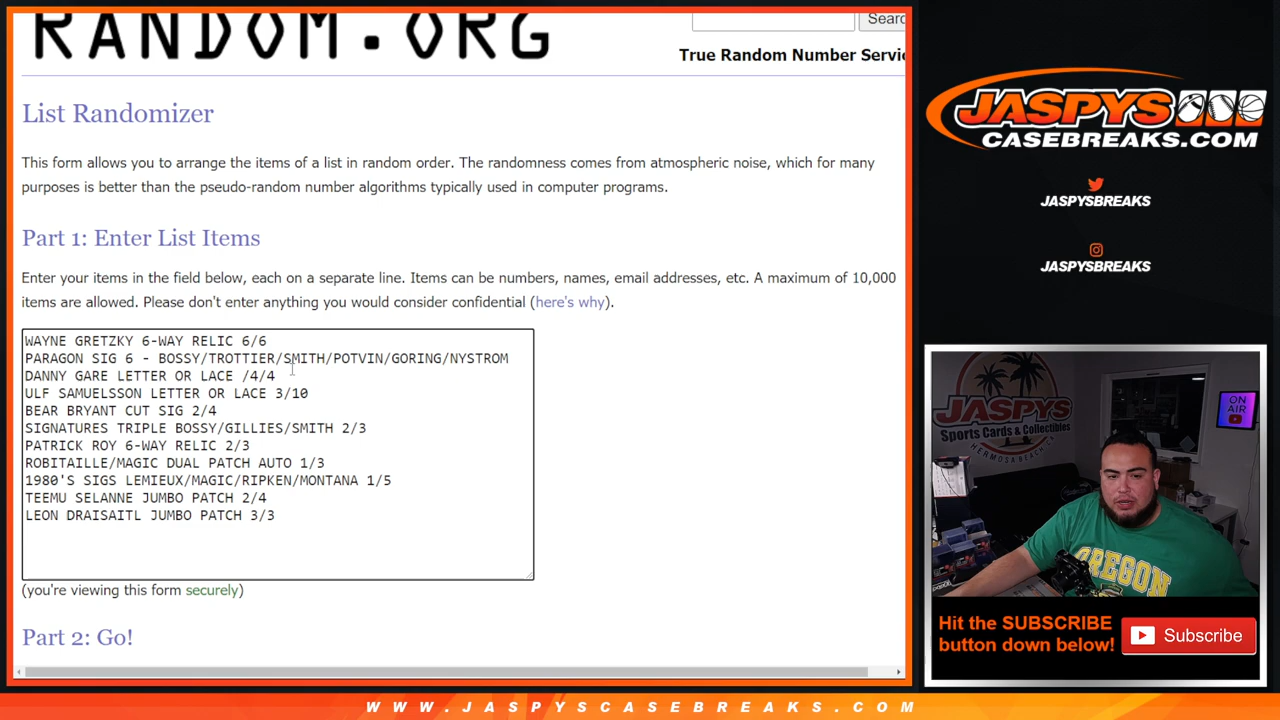 RANDOM.ORG
Search
True Random Number Servic
List Randomizer
This form allows you to arrange the items of a list in random order. The randomness comes from atmospheric noise, which for many
purposes is better than the pseudo-random number algorithms typically used in computer programs.
Part 1: Enter List Items
Enter your items in the field below, each on a separate line. Items can be numbers, names, email addresses, etc. A maximum of 10,000
items are allowed. Please don't enter anything you would consider confidential (here's why).
WAYNE GRETZKY 6-WAY RELIC 6/6
PARAGON SIG 6 - BOSSY/TROTTIER/SMITH/POTVIN/GORING/NYSTROM
DANNY GARE LETTER OR LACE /4/4
ULF SAMUELSSON LETTER OR LACE 3/10
BEAR BRYANT CUT SIG 2/4
SIGNATURES TRIPLE BOSSY/GILLIES/SMITH 2/3
PATRICK ROY 6-WAY RELIC 2/3
ROBITAILLE/MAGIC DUAL PATCH AUTO 1/3
1980'S SIGS LEMIEUX/MAGIC/RIPKEN/MONTANA 1/5
TEEMU SELANNE JUMBO PATCH 2/4
LEON DRAISAITL JUMBO PATCH 3/3
(you're viewing this form securely)
Part 2: Go!
JASPYS
CASEBREAKS.COM
JASPYSBREAKS
JASPYSBREAKS
JASPYS
Sports Cards & Collectibles
HERMOSA BEACH
ON AIR
OREGON
Hit the SUBSCRIBE
button down below!
Subscribe
WWW.JASPYSCASEBREAKS.COM